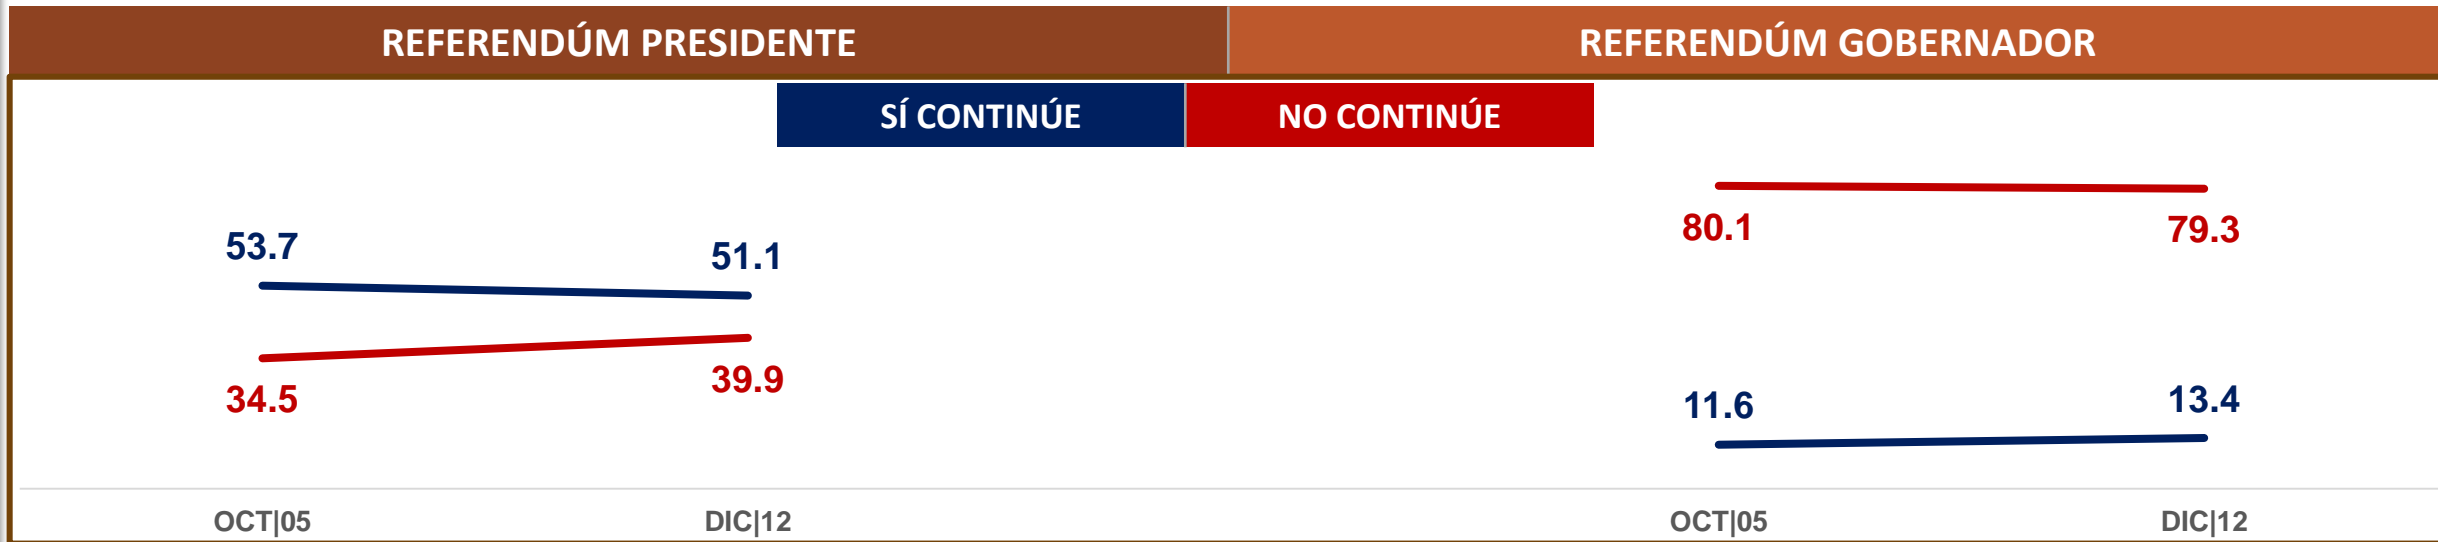 REFERENDÚM PRESIDENTE
REFERENDÚM GOBERNADOR
SÍ CONTINÚE
NO CONTINÚE
53.7
51.1
34.5
39.9
OCT|05
DIC|12
80.1
79.3
11.6
13.4
OCT|05
DIC|12